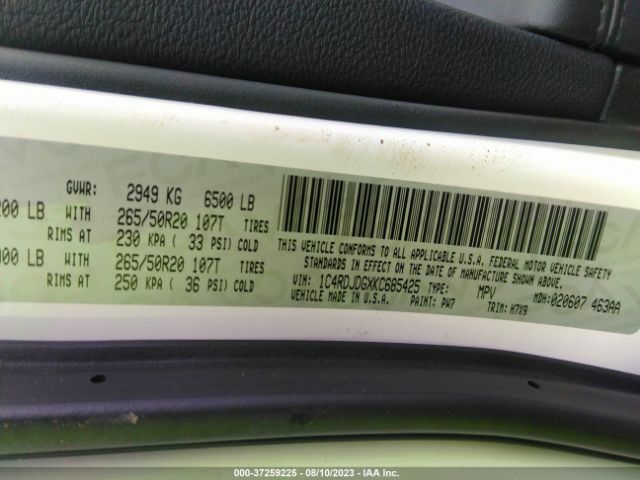 GVWR: 2949 KG 6500 LB
200 LB WITH 265/50R20 107T TIRES
RIMS AT 230 KPA ( 33 PSI) COLD
900 LB WITH 265/50R20 107T TIRES
RIMS AT 250 KPA ( 36 PSI) COLD
THIS VEHICLE CONFORMS TO ALL APPLICABLE U.S.A. FEDERAL MOTOR VEHICLE SAFETY
STANDARDS IN EFFECT ON THE DATE OF MANUFACTURE SHOWN ABOVE.
VIN: 1C4RDJDGXKC685425 TYPE: MPV MDH:020607 463AA
VEHICLE MADE IN U.S.A. PAINT: PW7 TRIM: H7X9
000-37259225 - 08/10/2023 - IAA Inc.